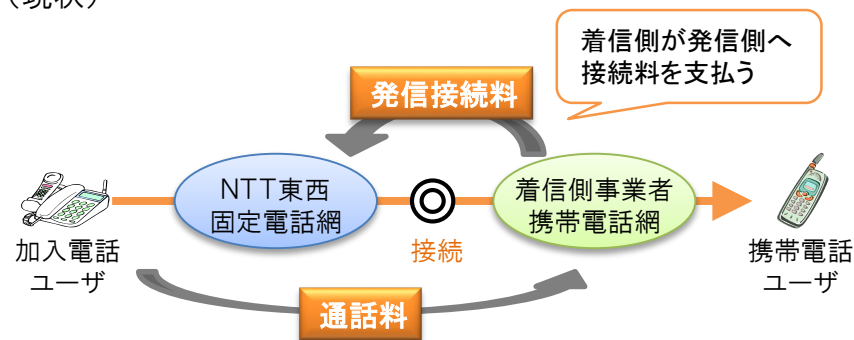 (現状)
着信側が発信側へ
接続料を支払う
発信接続料
NTT東西
固定電話網
着信側事業者
携帯電話網
接続
加入電話
ユーザ
携帯電話
ユーザ
通話料